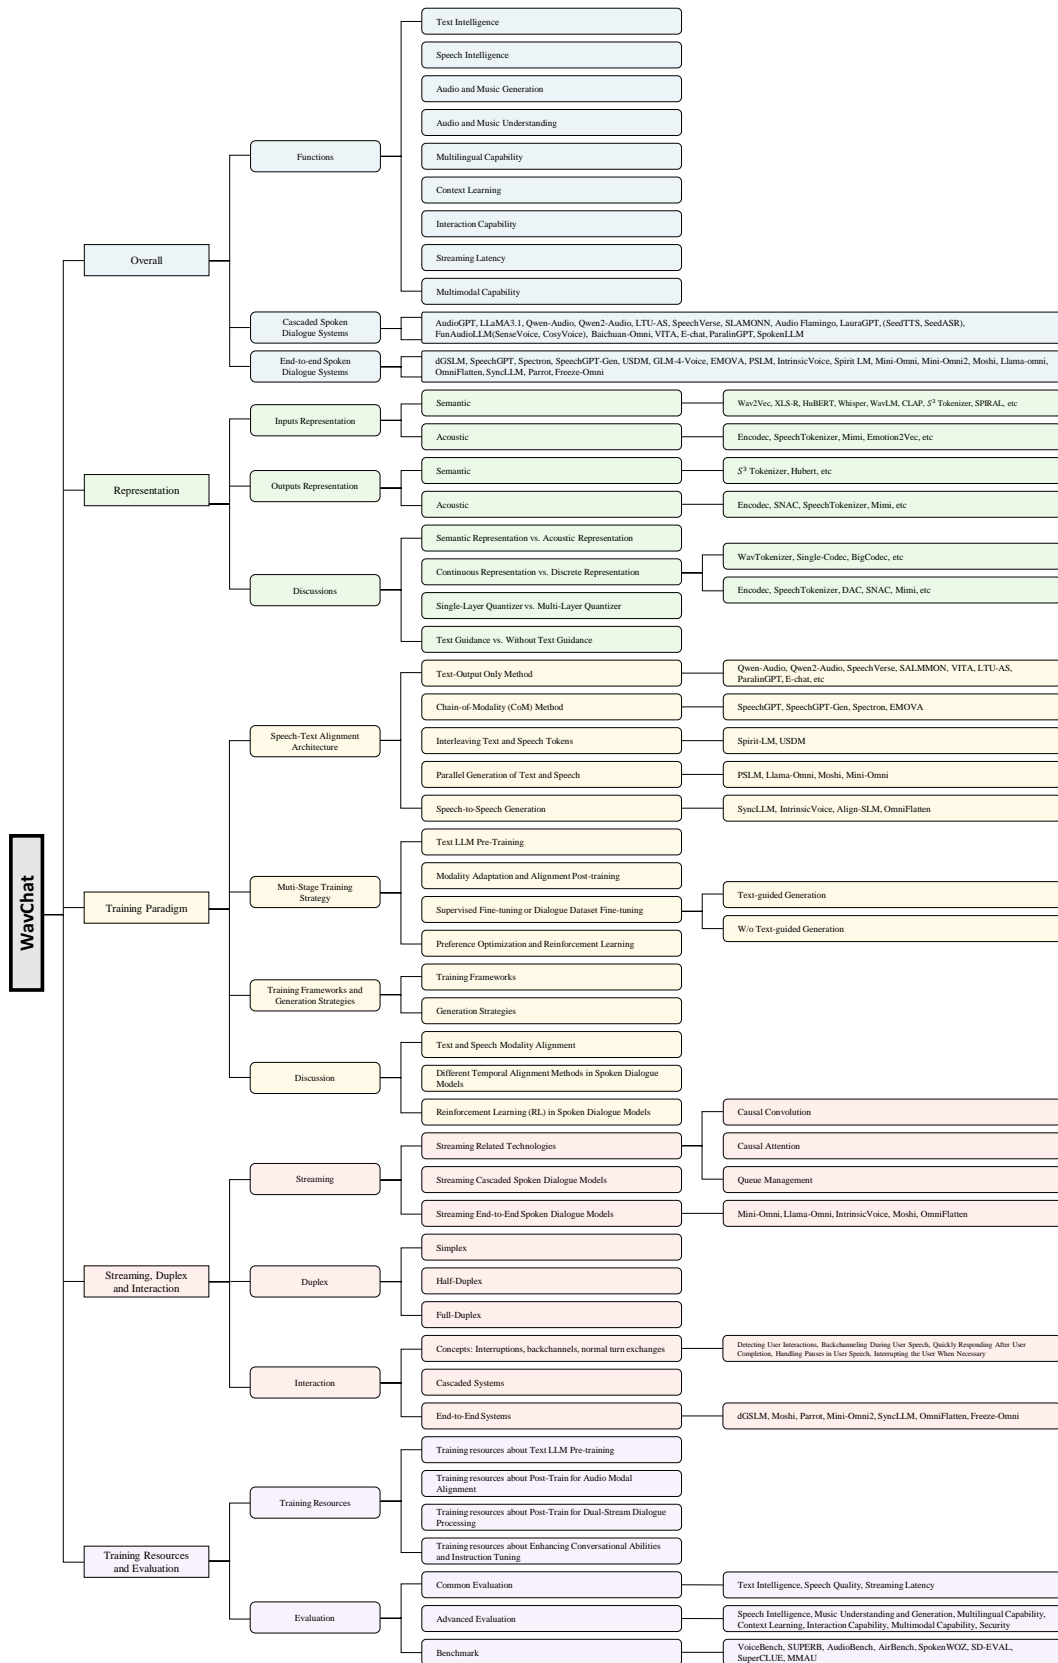 WavChat
Overall
Functions
Text Intelligence
Speech Intelligence
Audio and Music Generation
Audio and Music Understanding
Multilingual Capability
Context Learning
Interaction Capability
Streaming Latency
Multimodal Capability
Cascaded Spoken
Dialogue Systems
AudioGPT, LLaMA3.1, Qwen-Audio, Qwen2-Audio, LTU-AS, SpeechVerse, SLAMONN, Audio Flamingo, LauraGPT, (SeedTTS, SeedASR),
FunAudioLLM(SenseVoice, CosyVoice), Baichuan-Omni, VITA, E-chat, ParalinGPT, SpokenLLM
End-to-end Spoken
Dialogue Systems
dGSLM, SpeechGPT, Spectron, SpeechGPT-Gen, USDM, GLM-4-Voice, EMOVA, PSLM, IntrinsicVoice, Spirit LM, Mini-Omni, Mini-Omni2, Moshi, Llama-omni,
OmniFlatten, SyncLLM, Parrot, Freeze-Omni
Representation
Inputs Representation
Semantic
Wav2Vec, XLS-R, HuBERT, Whisper, WavLM, CLAP, S³ Tokenizer, SPIRAL, etc
Acoustic
Encodec, SpeechTokenizer, Mimi, Emotion2Vec, etc
Outputs Representation
Semantic
S³ Tokenizer, Hubert, etc
Acoustic
Encodec, SNAC, SpeechTokenizer, Mimi, etc
Discussions
Semantic Representation vs. Acoustic Representation
Continuous Representation vs. Discrete Representation
WavTokenizer, Single-Codec, BigCodec, etc
Encodec, SpeechTokenizer, DAC, SNAC, Mimi, etc
Single-Layer Quantizer vs. Multi-Layer Quantizer
Text Guidance vs. Without Text Guidance
Training Paradigm
Speech-Text Alignment
Architecture
Text-Output Only Method
Qwen-Audio, Qwen2-Audio, SpeechVerse, SALMMON, VITA, LTU-AS,
ParalinGPT, E-chat, etc
Chain-of-Modality (CoM) Method
SpeechGPT, SpeechGPT-Gen, Spectron, EMOVA
Interleaving Text and Speech Tokens
Spirit-LM, USDM
Parallel Generation of Text and Speech
PSLM, Llama-Omni, Moshi, Mini-Omni
Speech-to-Speech Generation
SyncLLM, IntrinsicVoice, Align-SLM, OmniFlatten
Muti-Stage Training
Strategy
Text LLM Pre-Training
Modality Adaptation and Alignment Post-training
Supervised Fine-tuning or Dialogue Dataset Fine-tuning
Text-guided Generation
W/o Text-guided Generation
Preference Optimization and Reinforcement Learning
Training Frameworks and
Generation Strategies
Training Frameworks
Generation Strategies
Discussion
Text and Speech Modality Alignment
Different Temporal Alignment Methods in Spoken Dialogue
Models
Reinforcement Learning (RL) in Spoken Dialogue Models
Streaming, Duplex
and Interaction
Streaming
Streaming Related Technologies
Causal Convolution
Causal Attention
Queue Management
Streaming Cascaded Spoken Dialogue Models
Streaming End-to-End Spoken Dialogue Models
Mini-Omni, Llama-Omni, IntrinsicVoice, Moshi, OmniFlatten
Duplex
Simplex
Half-Duplex
Full-Duplex
Interaction
Concepts: Interruptions, backchannels, normal turn exchanges
Detecting User Interactions, Backchanneling During User Speech, Quickly Responding After User
Completion, Handling Pauses in User Speech, Interrupting the User When Necessary
Cascaded Systems
End-to-End Systems
dGSLM, Moshi, Parrot, Mini-Omni2, SyncLLM, OmniFlatten, Freeze-Omni
Training Resources
and Evaluation
Training Resources
Training resources about Text LLM Pre-training
Training resources about Post-Train for Audio Modal
Alignment
Training resources about Post-Train for Dual-Stream Dialogue
Processing
Training resources about Enhancing Conversational Abilities
and Instruction Tuning
Evaluation
Common Evaluation
Text Intelligence, Speech Quality, Streaming Latency
Advanced Evaluation
Speech Intelligence, Music Understanding and Generation, Multilingual Capability,
Context Learning, Interaction Capability, Multimodal Capability, Security
Benchmark
VoiceBench, SUPERB, AudioBench, AirBench, SpokenWOZ, SD-EVAL,
SuperCLUE, MMAU